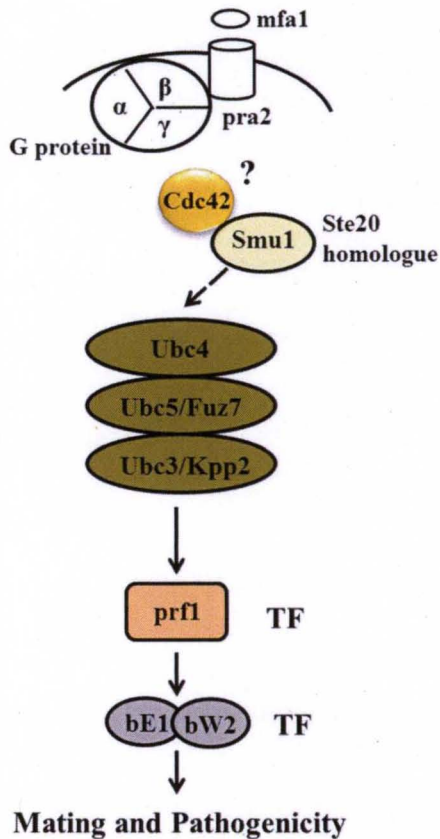 mfa1
β
α
γ
pra2
G protein
?
Cdc42
Smu1
Ste20
homologue
Ubc4
Ubc5/Fuz7
Ubc3/Kpp2
prf1
TF
bE1
bW2
TF
Mating and Pathogenicity